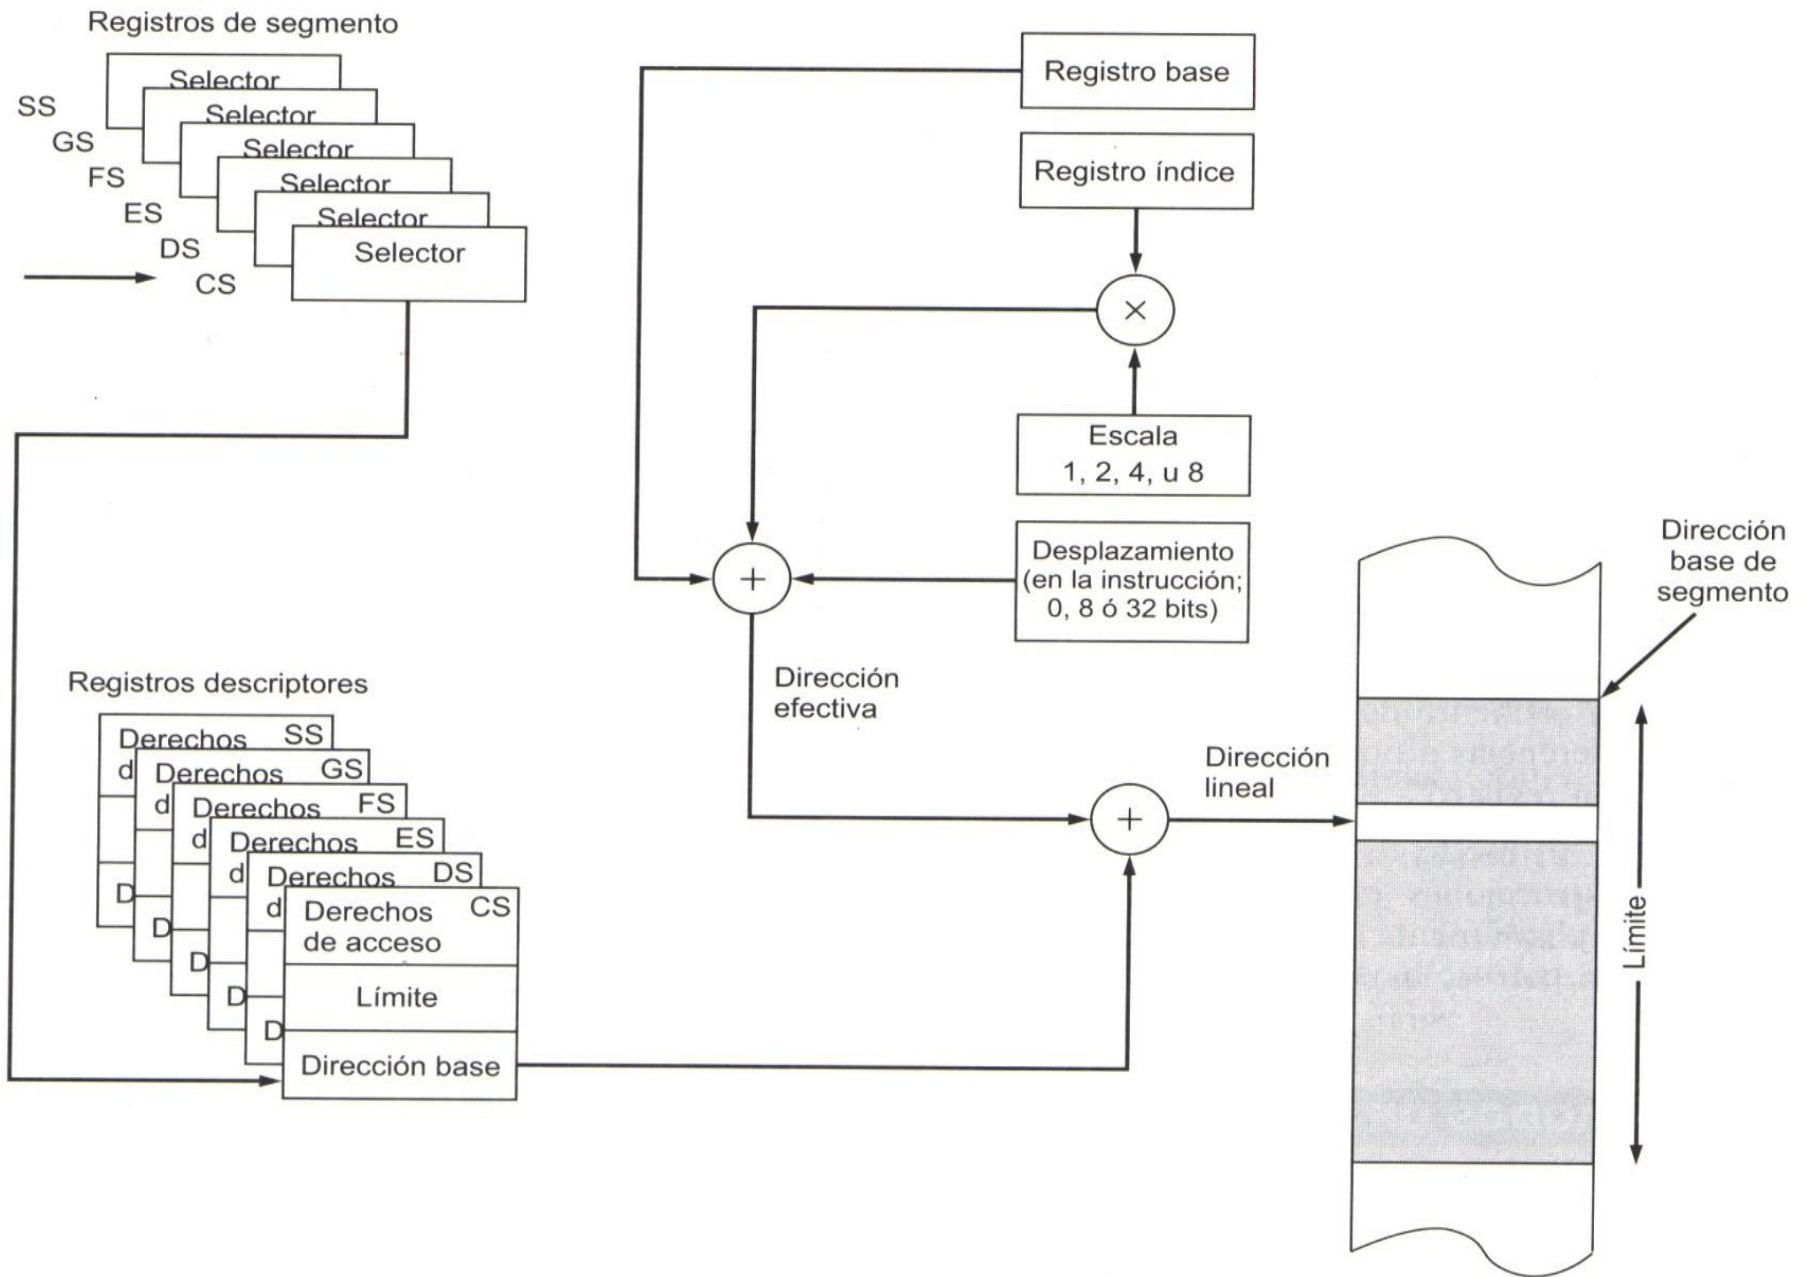 Registros de segmento
Selector
Selector
Selector
Selector
Selector
Selector
SS
GS
FS
ES
DS
CS
Registro base
Registro índice
×
Escala
1, 2, 4, u 8
Desplazamiento
(en la instrucción;
0, 8 ó 32 bits)
+
Dirección
efectiva
Dirección
base de
segmento
Registros descriptores
Derechos SS
d
D
Derechos GS
d
D
Derechos FS
d
D
Derechos ES
d
D
Derechos DS
d
D
Derechos CS
de acceso
Límite
Dirección base
+
Dirección
lineal
Límite